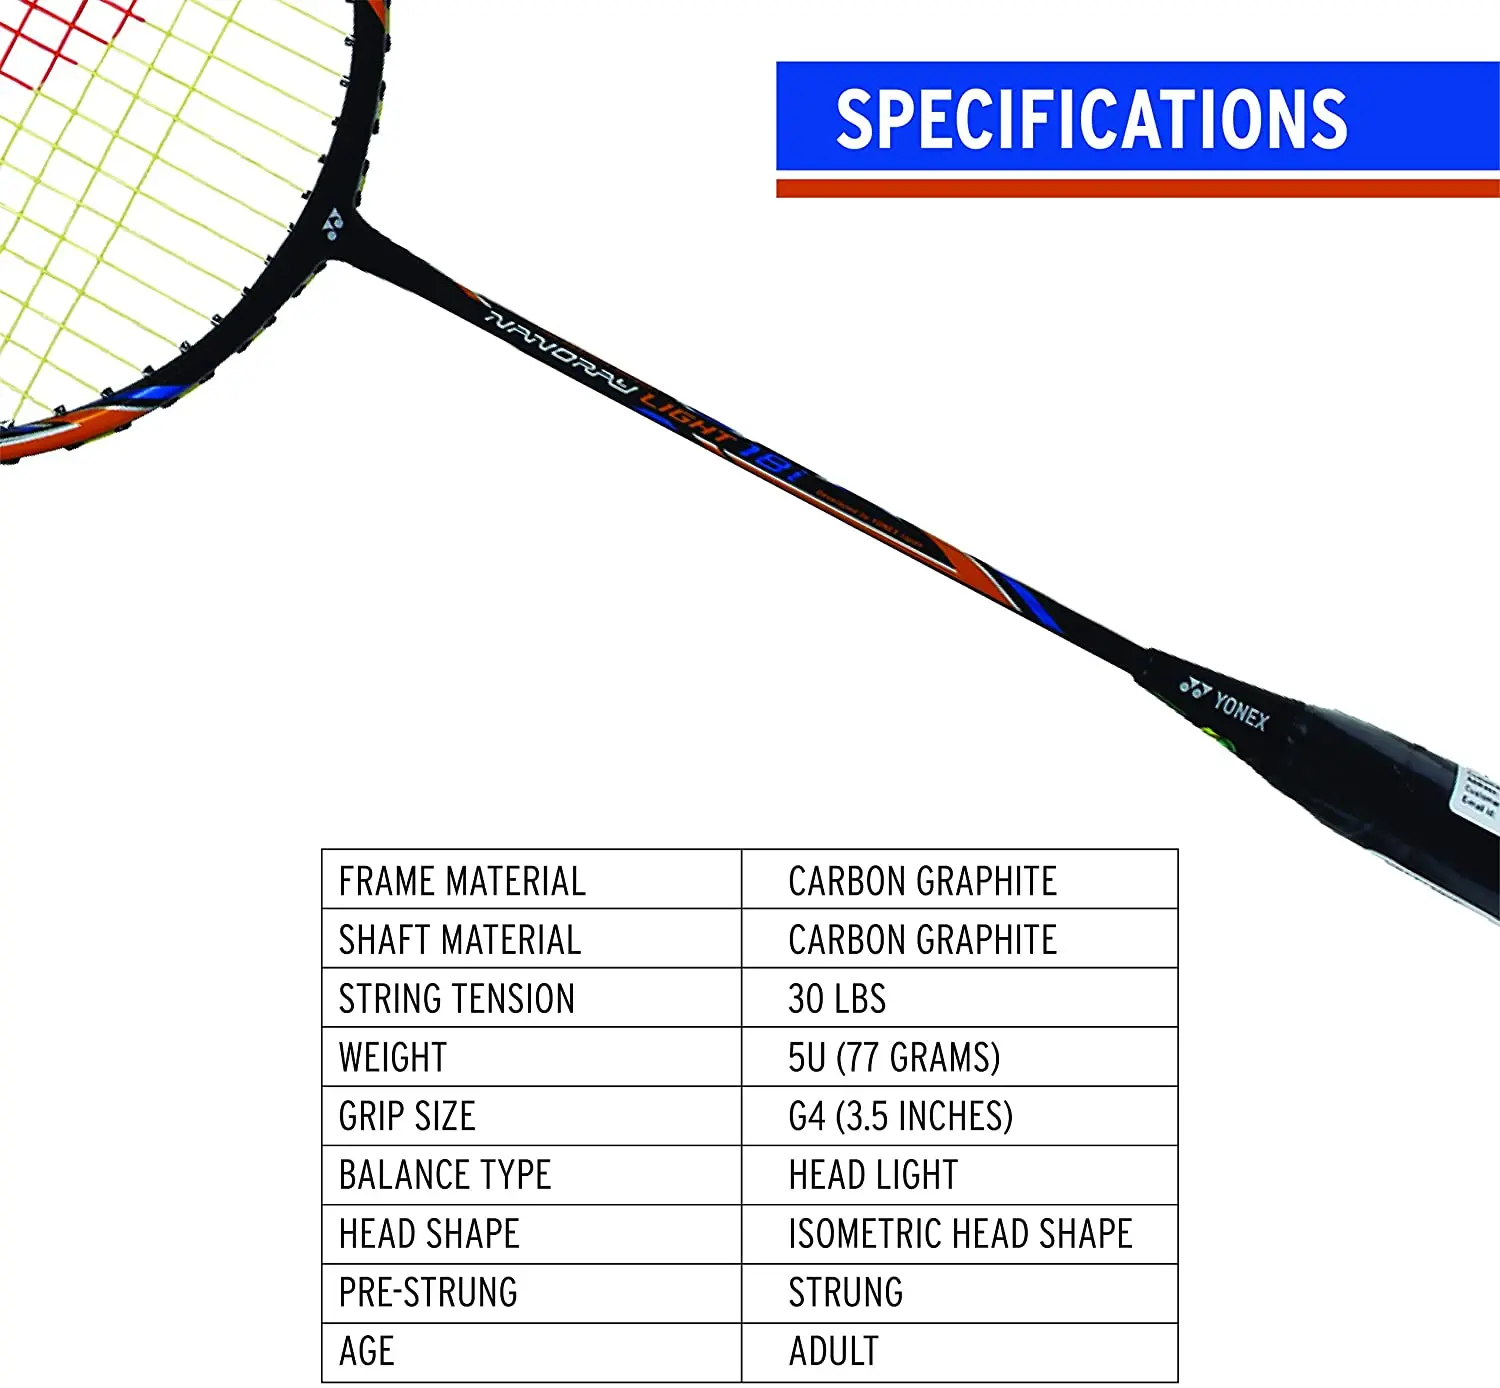 SPECIFICATIONS
NANORAY LIGHT 18i
YONEX
FRAME MATERIAL CARBON GRAPHITE
SHAFT MATERIAL CARBON GRAPHITE
STRING TENSION 30 LBS
WEIGHT 5U (77 GRAMS)
GRIP SIZE G4 (3.5 INCHES)
BALANCE TYPE HEAD LIGHT
HEAD SHAPE ISOMETRIC HEAD SHAPE
PRE-STRUNG STRUNG
AGE ADULT